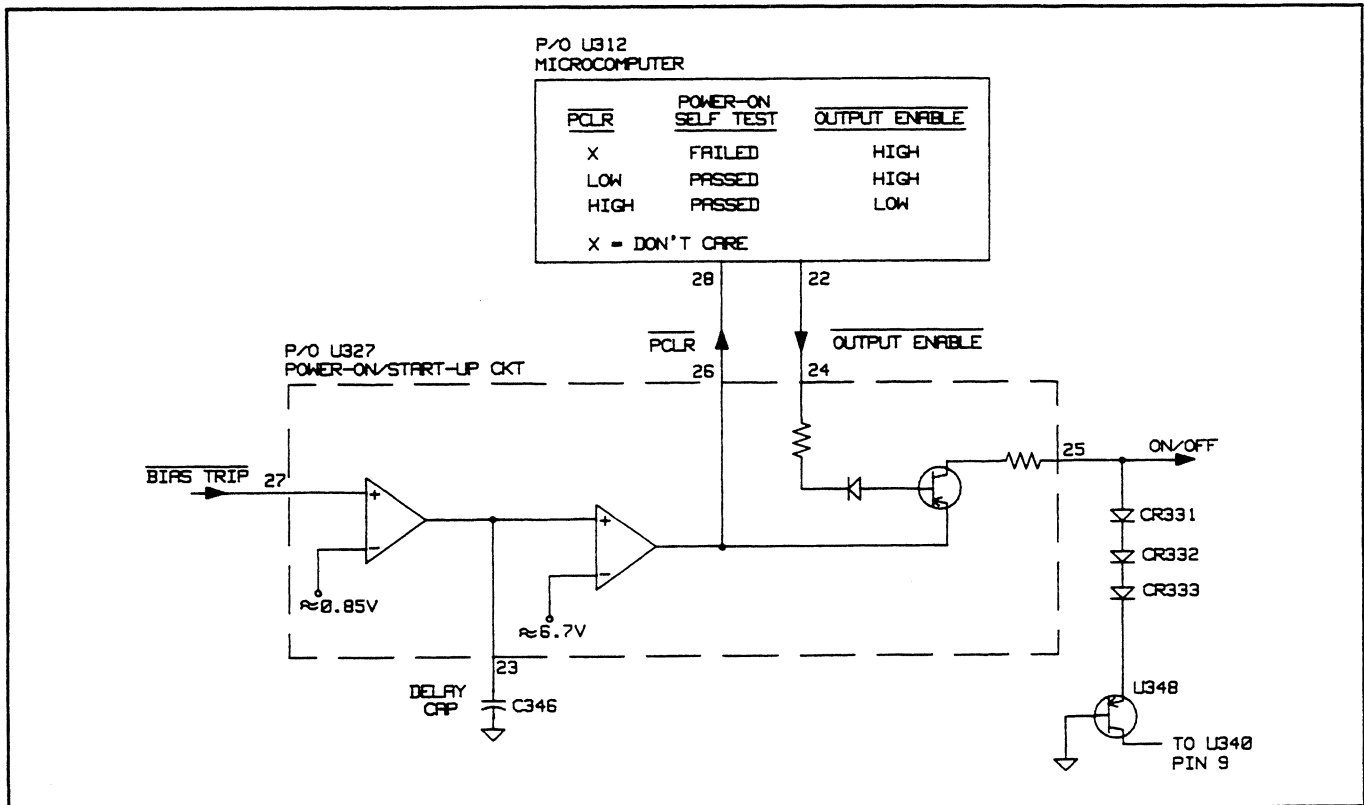 P/O U312
MICROCOMPUTER
PCLR POWER-ON SELF TEST OUTPUT ENABLE
X FAILED HIGH
LOW PASSED HIGH
HIGH PASSED LOW
X = DON'T CARE
28 22
PCLR OUTPUT ENABLE
P/O U327
POWER-ON/START-UP CKT
26 24
25 ON/OFF
BIAS TRIP 27
+ +
- -
≈0.85V
≈6.7V
CR331
CR332
CR333
23
DELAY CAP C346
U348
TO U340
PIN 9